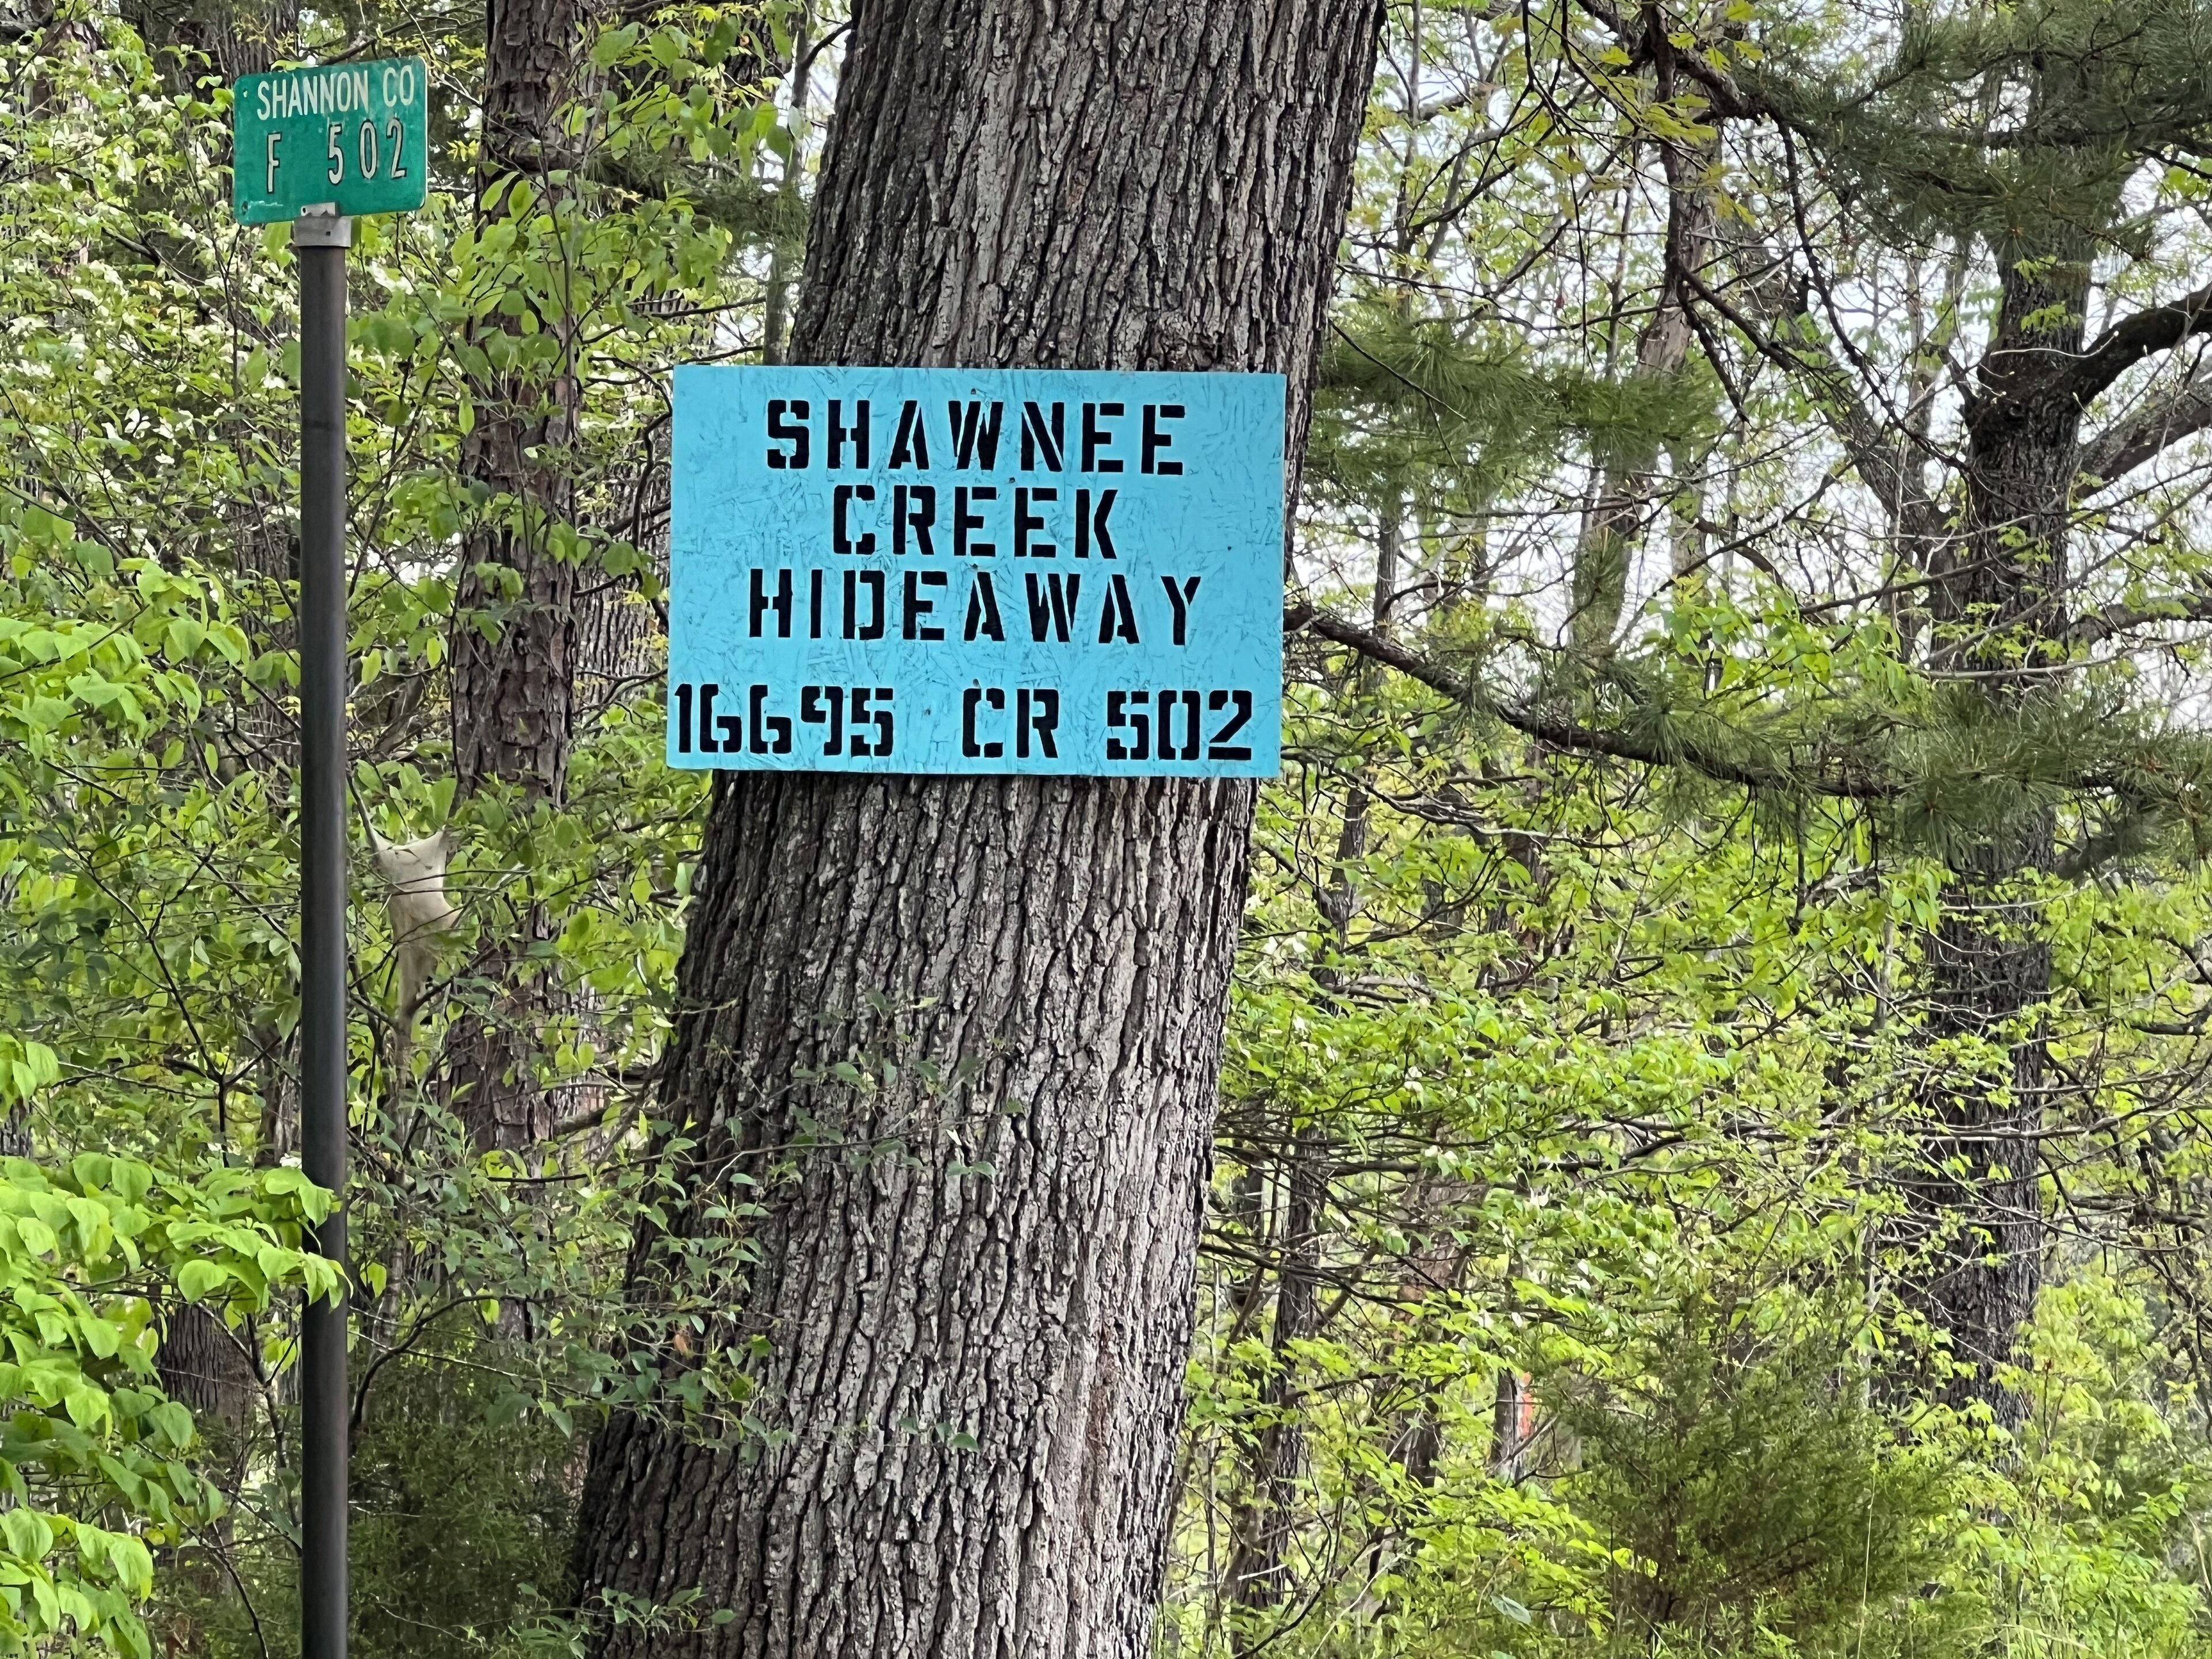 SHANNON CO
F 502
SHAWNEE
CREEK
HIDEAWAY
16695 CR 502